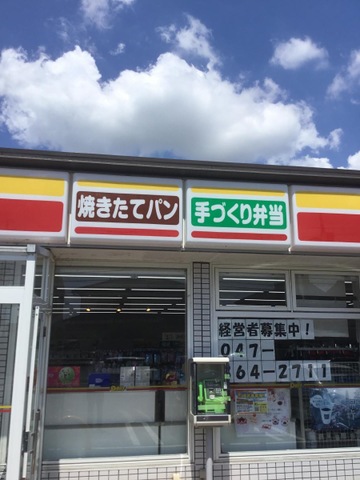 焼きたてパン
手づくり弁当
経営者募集中!
047-
64-2711